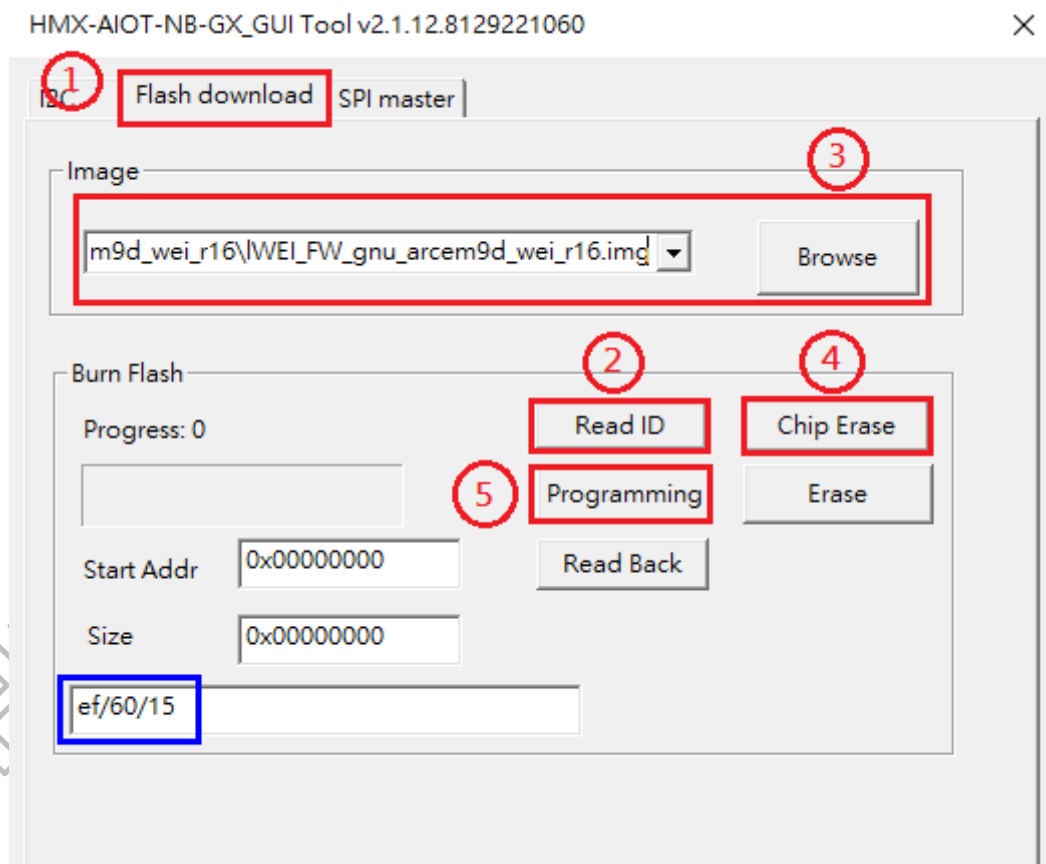 HMX-AIOT-NB-GX_GUI Tool v2.1.12.8129221060
1
I2C Flash download SPI master
3
Image
m9d_wei_r16\lWEI_FW_gnu_arcem9d_wei_r16.img Browse
2 4
Burn Flash
Progress: 0 Read ID Chip Erase
5 Programming Erase
Start Addr 0x00000000 Read Back
Size 0x00000000
ef/60/15